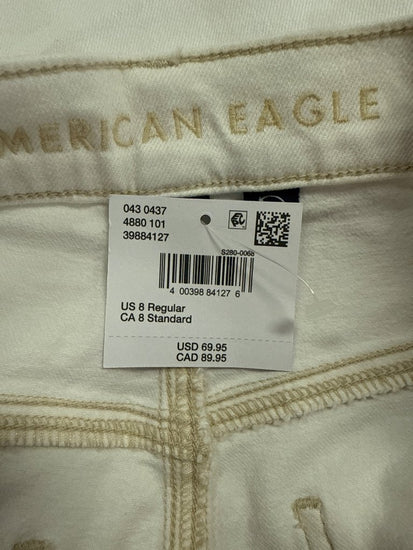 MERICAN EAGLE
043 0437
4880 101
39884127
S280-0068
4 00398 84127 6
US 8 Regular
CA 8 Standard
USD 69.95
CAD 89.95